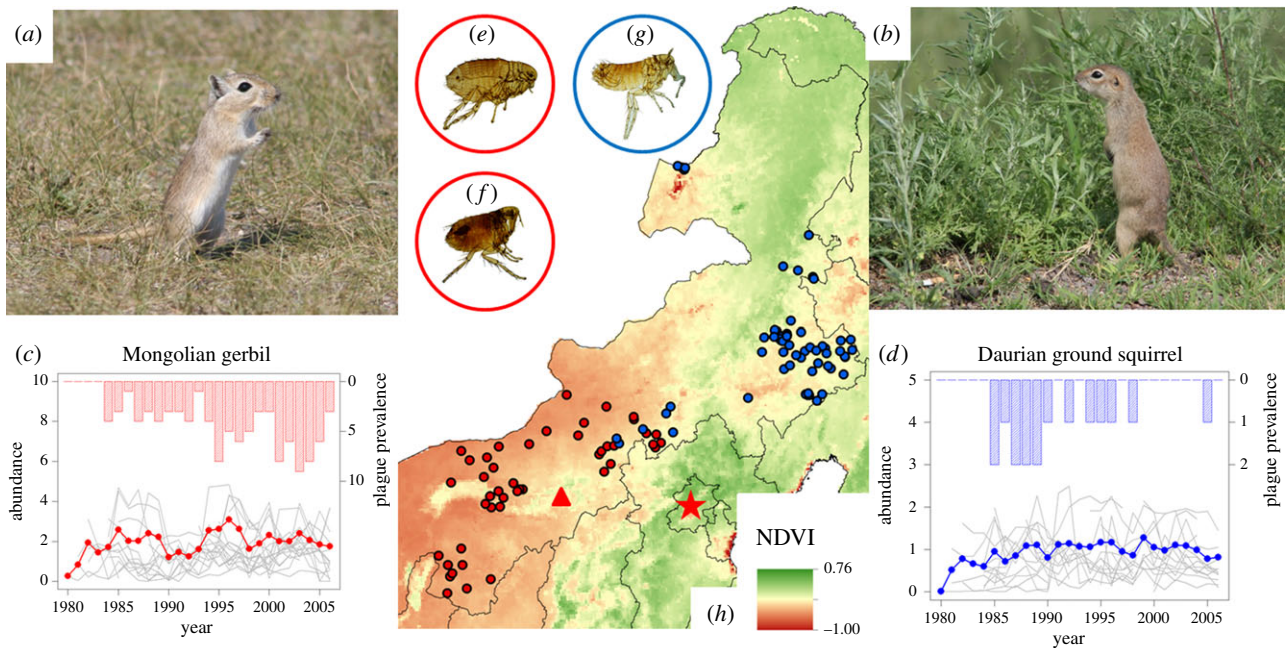 (a)
(e)
(g)
(b)
(f)
(c)
Mongolian gerbil
10
8
6
4
2
0
abundance
0
5
10
plague prevalence
1980
1985
1990
1995
2000
2005
year
NDVI
0.76
–1.00
(h)
(d)
Daurian ground squirrel
5
4
3
2
1
0
abundance
0
1
2
plague prevalence
1980
1985
1990
1995
2000
2005
year